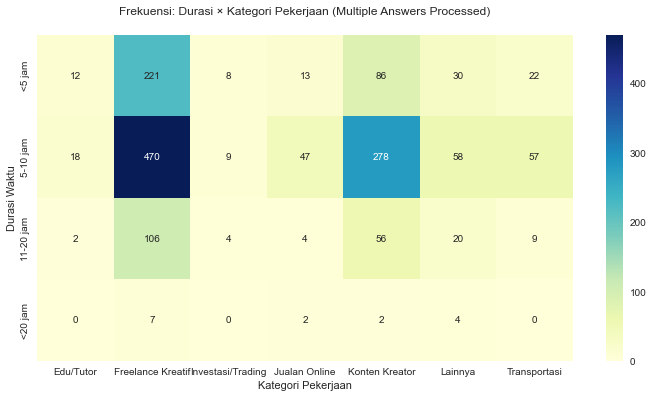 Frekuensi: Durasi × Kategori Pekerjaan (Multiple Answers Processed)
Durasi Waktu
<5 jam
12 221 8 13 86 30 22
5-10 jam
18 470 9 47 278 58 57
11-20 jam
2 106 4 4 56 20 9
<20 jam
0 7 0 2 2 4 0
Edu/Tutor Freelance Kreatif Investasi/Trading Jualan Online Konten Kreator Lainnya Transportasi
Kategori Pekerjaan
400
300
200
100
0